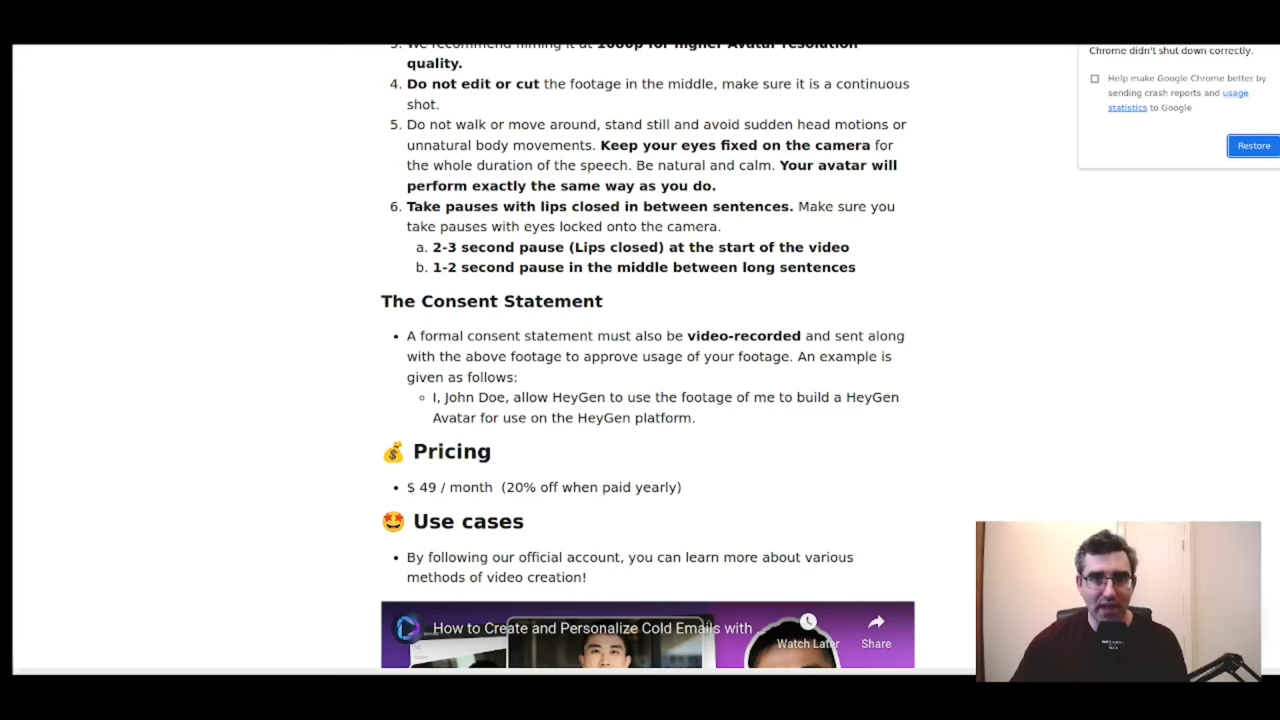 3. We recommend filming it at 1080p for higher Avatar resolution
quality.
4. Do not edit or cut the footage in the middle, make sure it is a continuous
shot.
5. Do not walk or move around, stand still and avoid sudden head motions or
unnatural body movements. Keep your eyes fixed on the camera for
the whole duration of the speech. Be natural and calm. Your avatar will
perform exactly the same way as you do.
6. Take pauses with lips closed in between sentences. Make sure you
take pauses with eyes locked onto the camera.
a. 2-3 second pause (Lips closed) at the start of the video
b. 1-2 second pause in the middle between long sentences
The Consent Statement
• A formal consent statement must also be video-recorded and sent along
with the above footage to approve usage of your footage. An example is
given as follows:
◦ I, John Doe, allow HeyGen to use the footage of me to build a HeyGen
Avatar for use on the HeyGen platform.
💰 Pricing
• $ 49 / month (20% off when paid yearly)
🤩 Use cases
• By following our official account, you can learn more about various
methods of video creation!
How to Create and Personalize Cold Emails with ...
Watch Later
Share
Chrome didn't shut down correctly.
Help make Google Chrome better by
sending crash reports and usage
statistics to Google
Restore